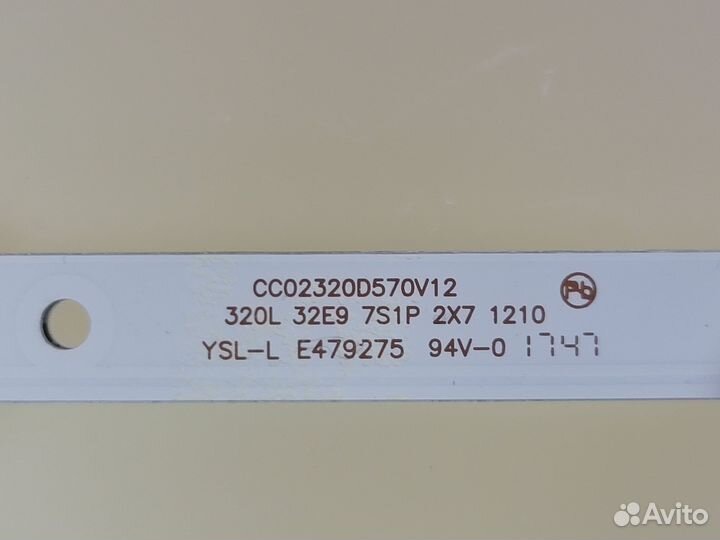 CC02320D570V12
Pb
320L 32E9 7S1P 2X7 1210
YSL-L E479275 94V-0 1747
Avito